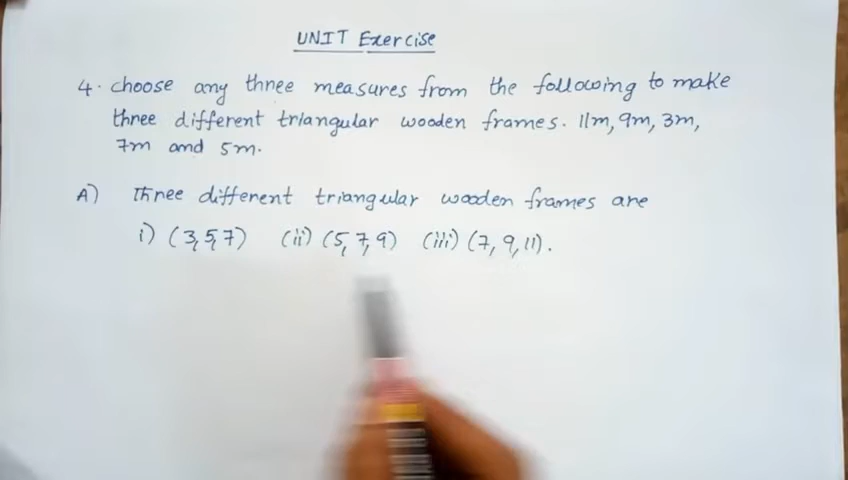 UNIT Exercise
4. choose any three measures from the following to make
three different triangular wooden frames. 11m, 9m, 3m,
7m and 5m.
A) Three different triangular wooden frames are
i) (3,5,7) (ii) (5,7,9) (iii) (7,9,11).